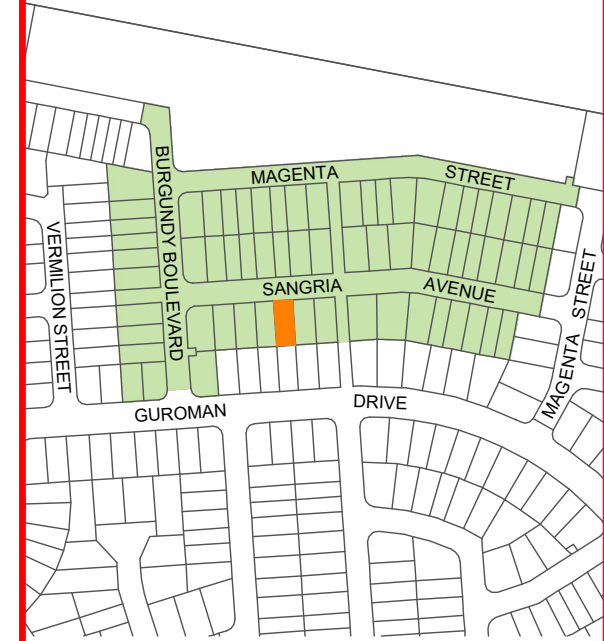 BURGUNDY BOULEVARD
MAGENTA STREET
VERMILION STREET
SANGRIA AVENUE
MAGENTA STREET
GUROMAN DRIVE